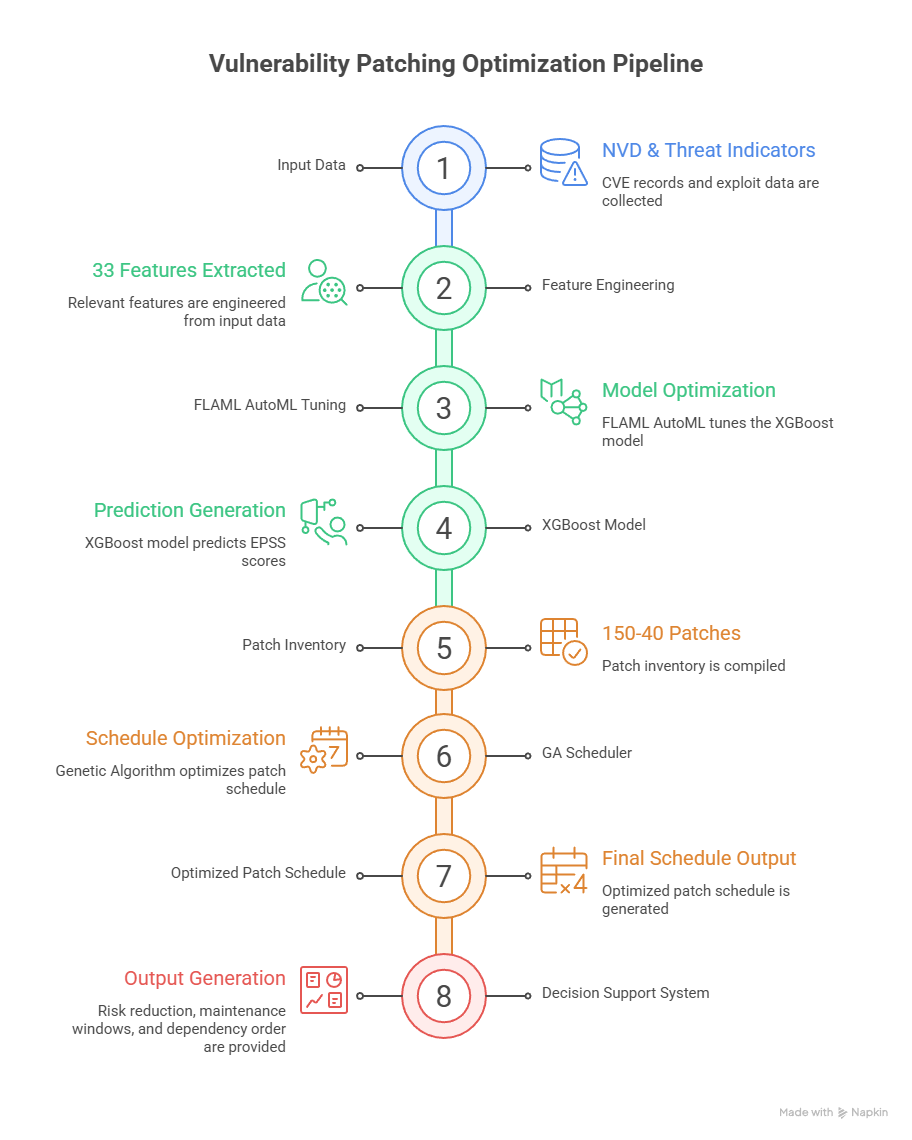 Vulnerability Patching Optimization Pipeline
Input Data
1
NVD & Threat Indicators
CVE records and exploit data are
collected
33 Features Extracted
Relevant features are engineered
from input data
2
Feature Engineering
FLAML AutoML Tuning
3
Model Optimization
FLAML AutoML tunes the XGBoost
model
Prediction Generation
XGBoost model predicts EPSS
scores
4
XGBoost Model
Patch Inventory
5
150-40 Patches
Patch inventory is compiled
Schedule Optimization
Genetic Algorithm optimizes patch
schedule
7
6
GA Scheduler
Optimized Patch Schedule
7
x4
Final Schedule Output
Optimized patch schedule is
generated
Output Generation
Risk reduction, maintenance
windows, and dependency order
are provided
8
Decision Support System
Made with Napkin